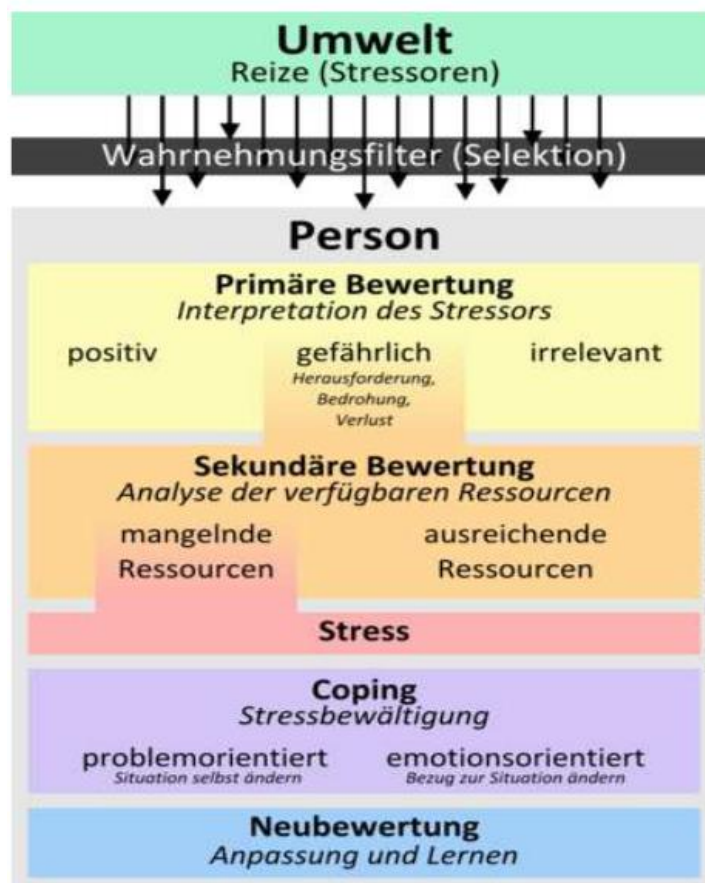 Umwelt
Reize (Stressoren)
Wahrnehmungsfilter (Selektion)
Person
Primäre Bewertung
Interpretation des Stressors
positiv gefährlich irrelevant
Herausforderung,
Bedrohung,
Verlust
Sekundäre Bewertung
Analyse der verfügbaren Ressourcen
mangelnde ausreichende
Ressourcen Ressourcen
Stress
Coping
Stressbewältigung
problemorientiert emotionsorientiert
Situation selbst ändern Bezug zur Situation ändern
Neubewertung
Anpassung und Lernen